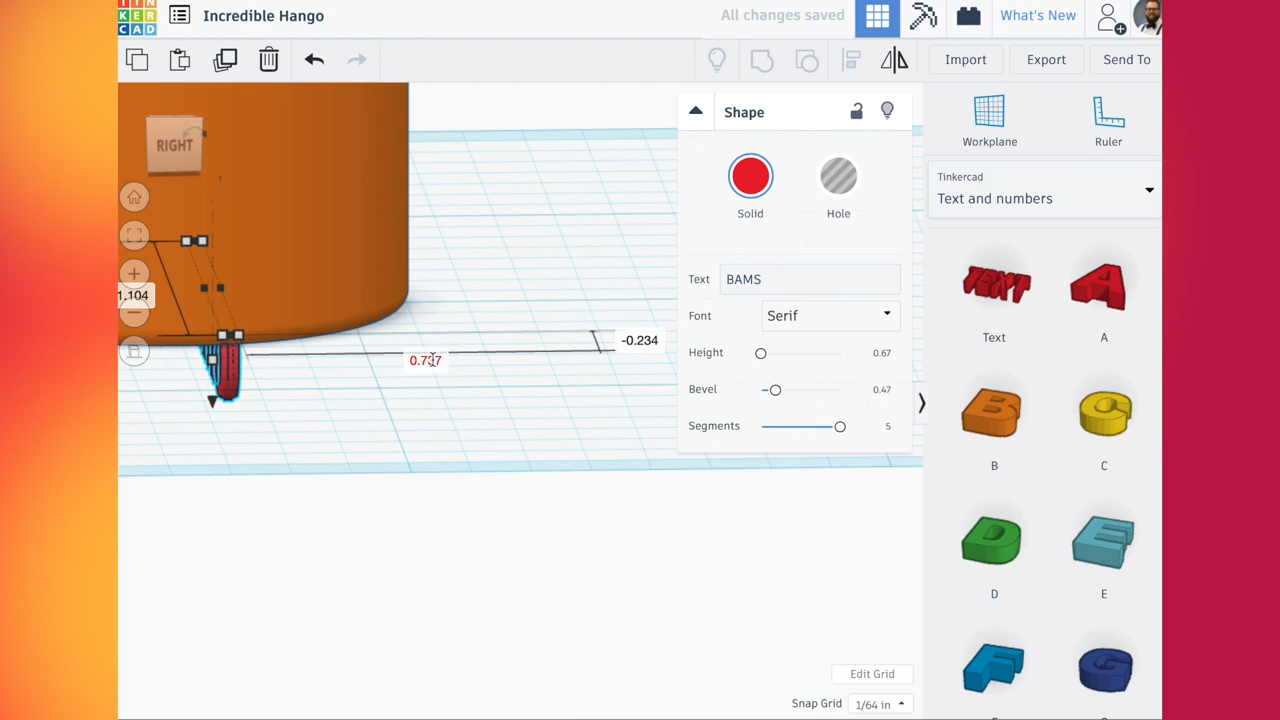 TIN
KER
CAD
Incredible Hango
All changes saved
What's New
Import
Export
Send To
RIGHT
Shape
Solid
Hole
Text
BAMS
Font
Serif
Height
0.67
Bevel
0.47
Segments
5
1.104
-0.234
Workplane
Ruler
Tinkercad
Text and numbers
TEXT
Text
A
B
C
D
E
Edit Grid
Snap Grid
1/64 in